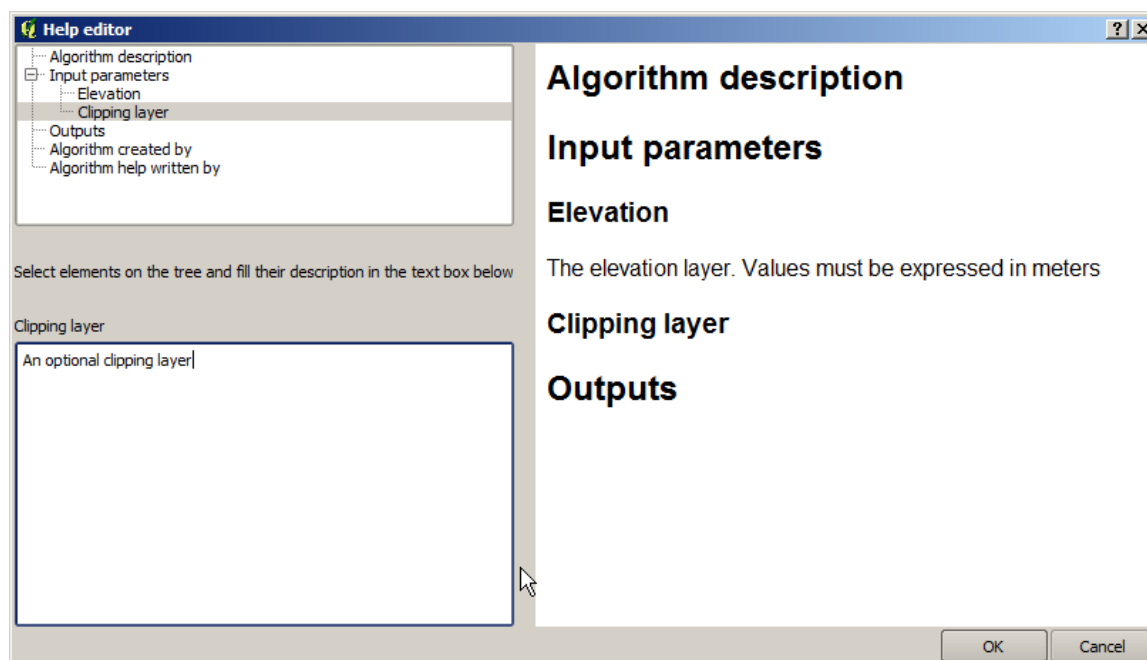 Help editor
Algorithm description
Input parameters
Elevation
Clipping layer
Outputs
Algorithm created by
Algorithm help written by
Select elements on the tree and fill their description in the text box below
Clipping layer
An optional clipping layer
Algorithm description
Input parameters
Elevation
The elevation layer. Values must be expressed in meters
Clipping layer
Outputs
OK
Cancel